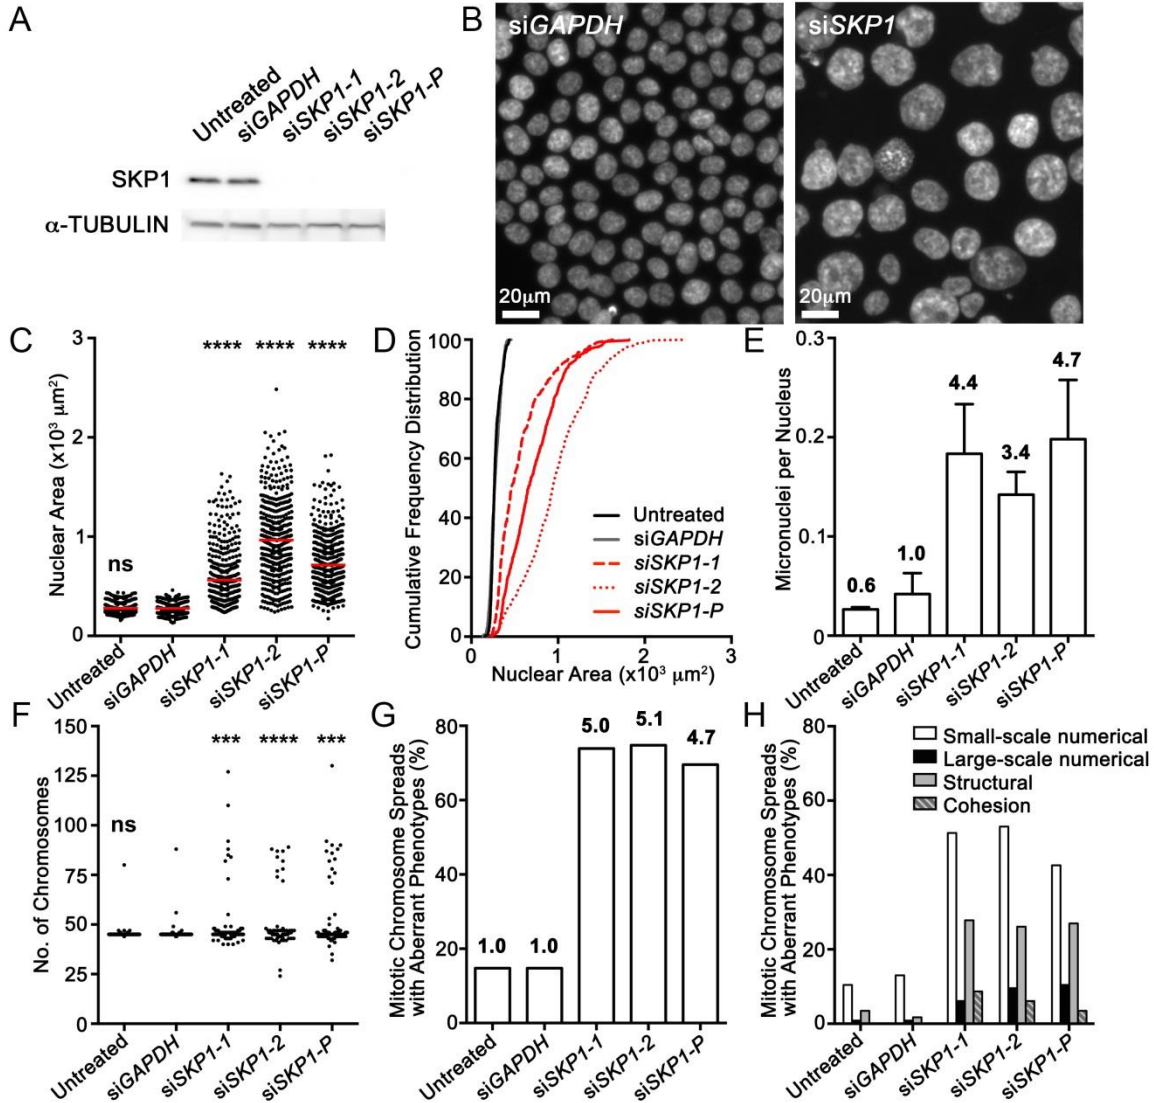 A
Untreated
siGAPDH
siSKP1-1
siSKP1-2
siSKP1-P
SKP1
α-TUBULIN
B
siGAPDH
20μm
siSKP1
20μm
C
Nuclear Area (x10³ μm²)
3
2
1
0
ns
****
****
****
Untreated
siGAPDH
siSKP1-1
siSKP1-2
siSKP1-P
D
Cumulative Frequency Distribution
100
80
60
40
20
0
Untreated
siGAPDH
siSKP1-1
siSKP1-2
siSKP1-P
0
1
2
3
Nuclear Area (x10³ μm²)
E
Micronuclei per Nucleus
0.3
0.2
0.1
0
0.6
1.0
4.4
3.4
4.7
Untreated
siGAPDH
siSKP1-1
siSKP1-2
siSKP1-P
F
No. of Chromosomes
150
125
100
75
50
25
0
ns
***
****
***
Untreated
siGAPDH
siSKP1-1
siSKP1-2
siSKP1-P
G
Mitotic Chromosome Spreads
with Aberrant Phenotypes (%)
80
60
40
20
0
1.0
1.0
5.0
5.1
4.7
Untreated
siGAPDH
siSKP1-1
siSKP1-2
siSKP1-P
H
Mitotic Chromosome Spreads
with Aberrant Phenotypes (%)
80
60
40
20
0
Small-scale numerical
Large-scale numerical
Structural
Cohesion
Untreated
siGAPDH
siSKP1-1
siSKP1-2
siSKP1-P